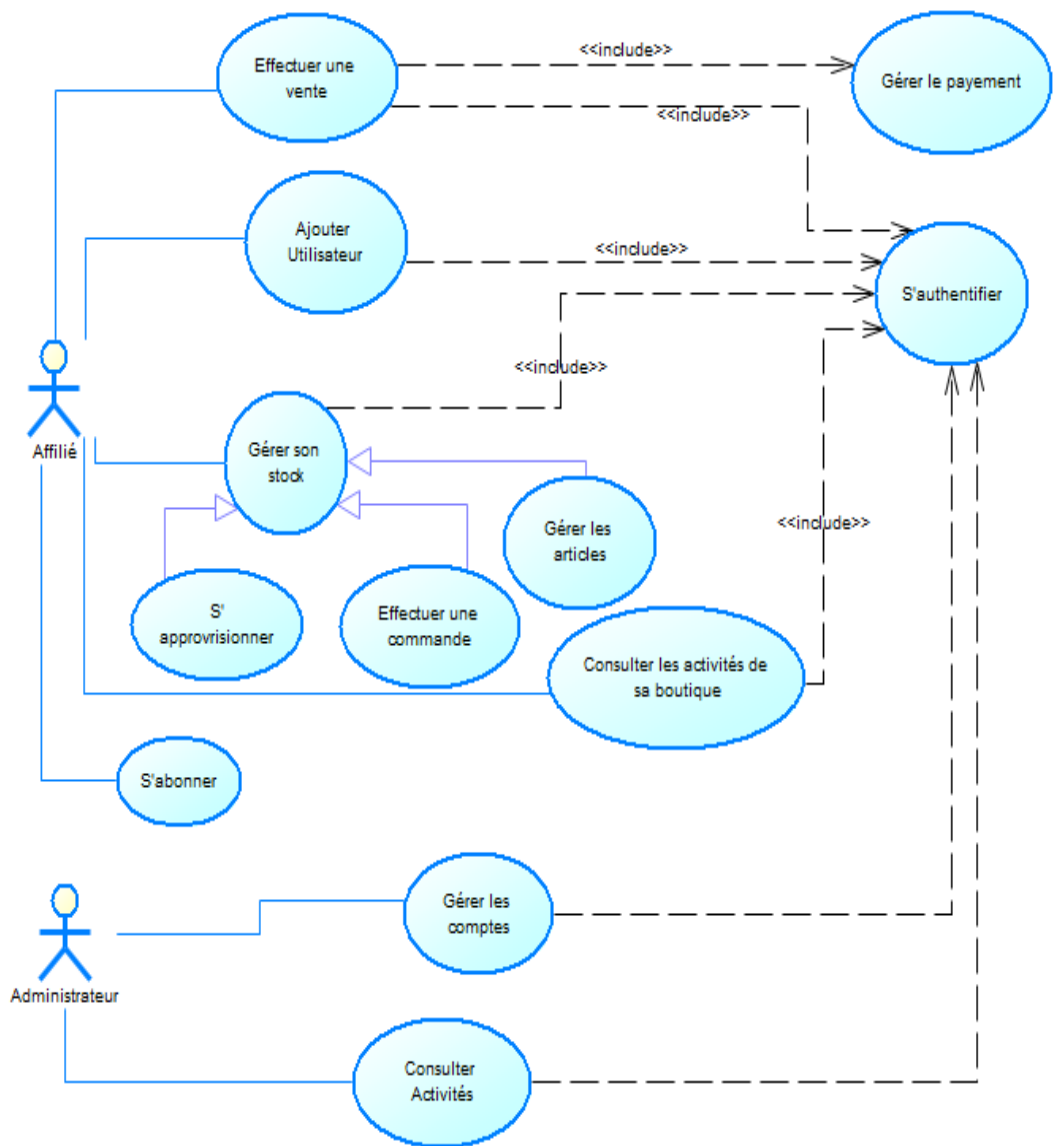 Effectuer une
vente
<<include>>
Gérer le payement
<<include>>
Ajouter
Utilisateur
<<include>>
S'authentifier
<<include>>
Affilié
Gérer son
stock
Gérer les
articles
<<include>>
S'
approvrisionner
Effectuer une
commande
Consulter les activités de
sa boutique
S'abonner
Gérer les
comptes
Administrateur
Consulter
Activités